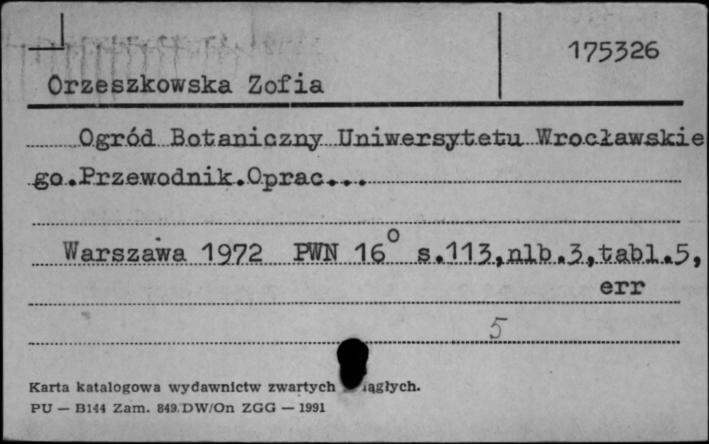 175326
Orzeszkowska Zofia
Ogród Botaniczny Uniwersytetu Wrocławskie
go.Przewodnik.Oprac...
Warszawa 1972 PWN 16° s.113,nlb.3,tabl.5,
err
5
Karta katalogowa wydawnictw zwartych iągłych.
PU — B144 Zam. 849. DW/On ZGG — 1991